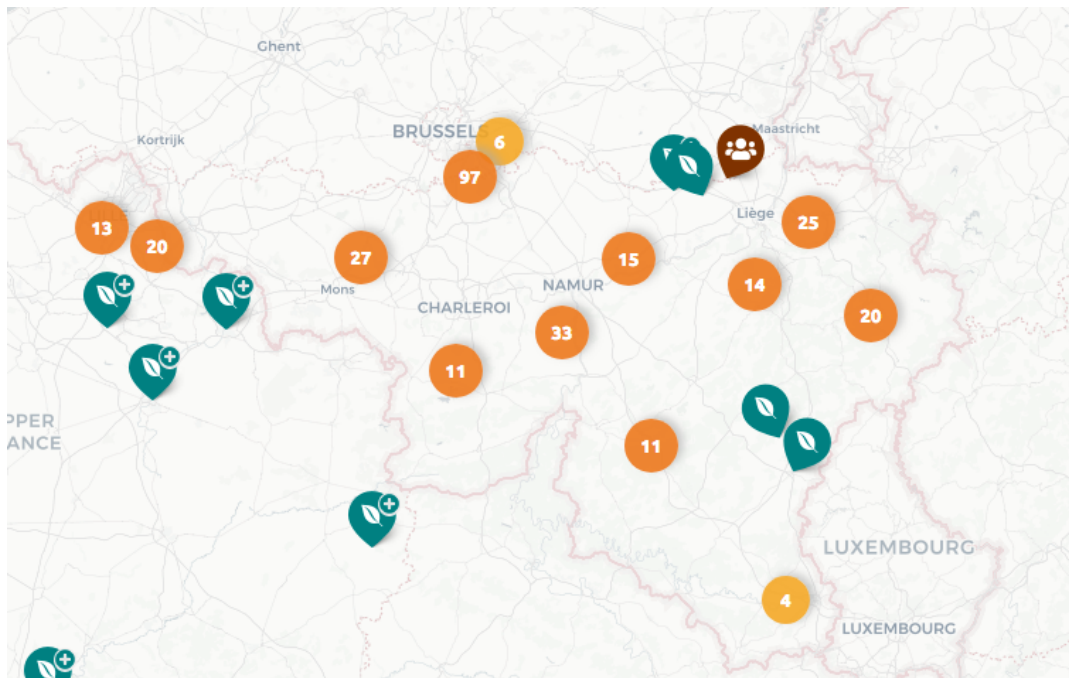 Ghent
BRUSSELS
6
Maastricht
Kortrijk
97
LILLE
13
20
Liège
25
27
15
Mons
NAMUR
14
CHARLEROI
20
33
11
PPER
ANCE
11
LUXEMBOURG
4
LUXEMBOURG